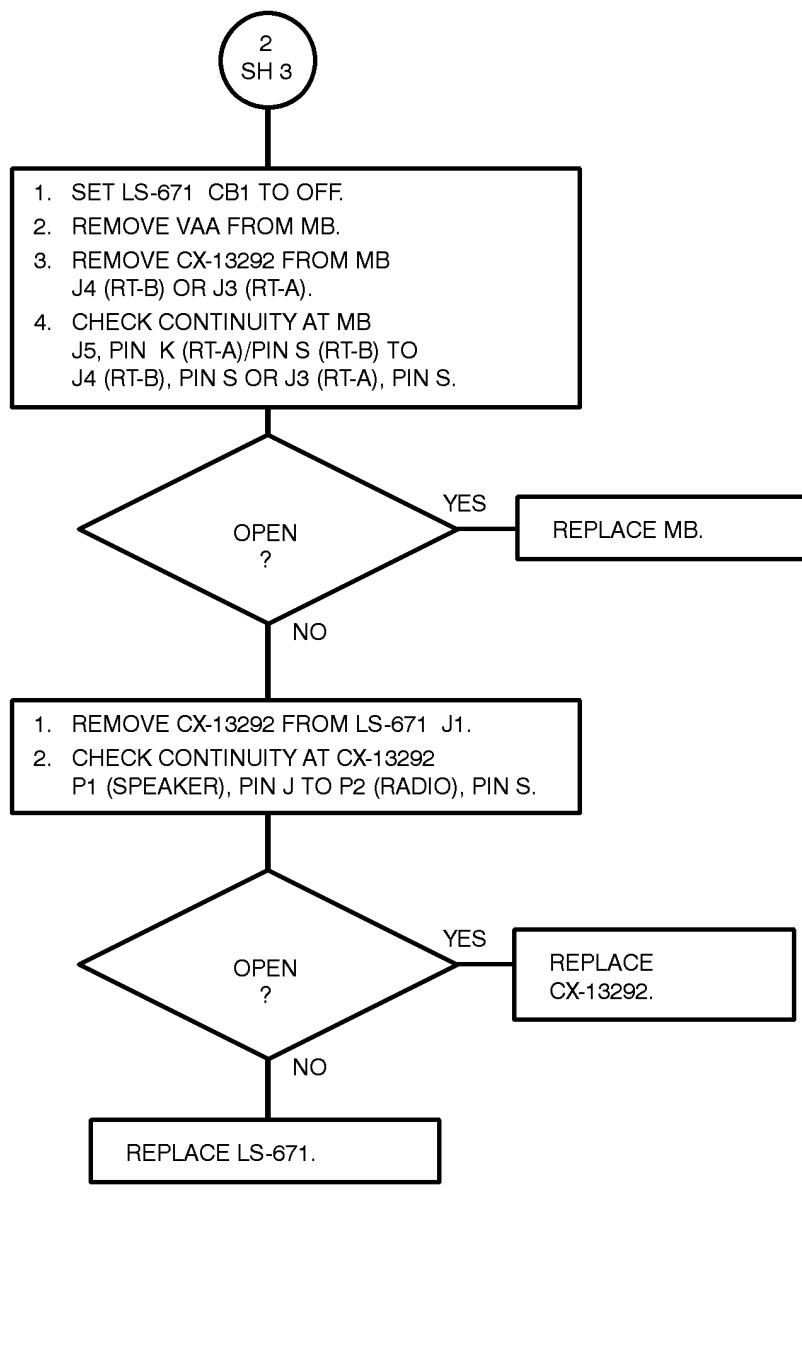 2
SH 3
1. SET LS-671 CB1 TO OFF.
2. REMOVE VAA FROM MB.
3. REMOVE CX-13292 FROM MB
J4 (RT-B) OR J3 (RT-A).
4. CHECK CONTINUITY AT MB
J5, PIN K (RT-A)/PIN S (RT-B) TO
J4 (RT-B), PIN S OR J3 (RT-A), PIN S.
OPEN
?
YES
REPLACE MB.
NO
1. REMOVE CX-13292 FROM LS-671 J1.
2. CHECK CONTINUITY AT CX-13292
P1 (SPEAKER), PIN J TO P2 (RADIO), PIN S.
OPEN
?
YES
REPLACE
CX-13292.
NO
REPLACE LS-671.